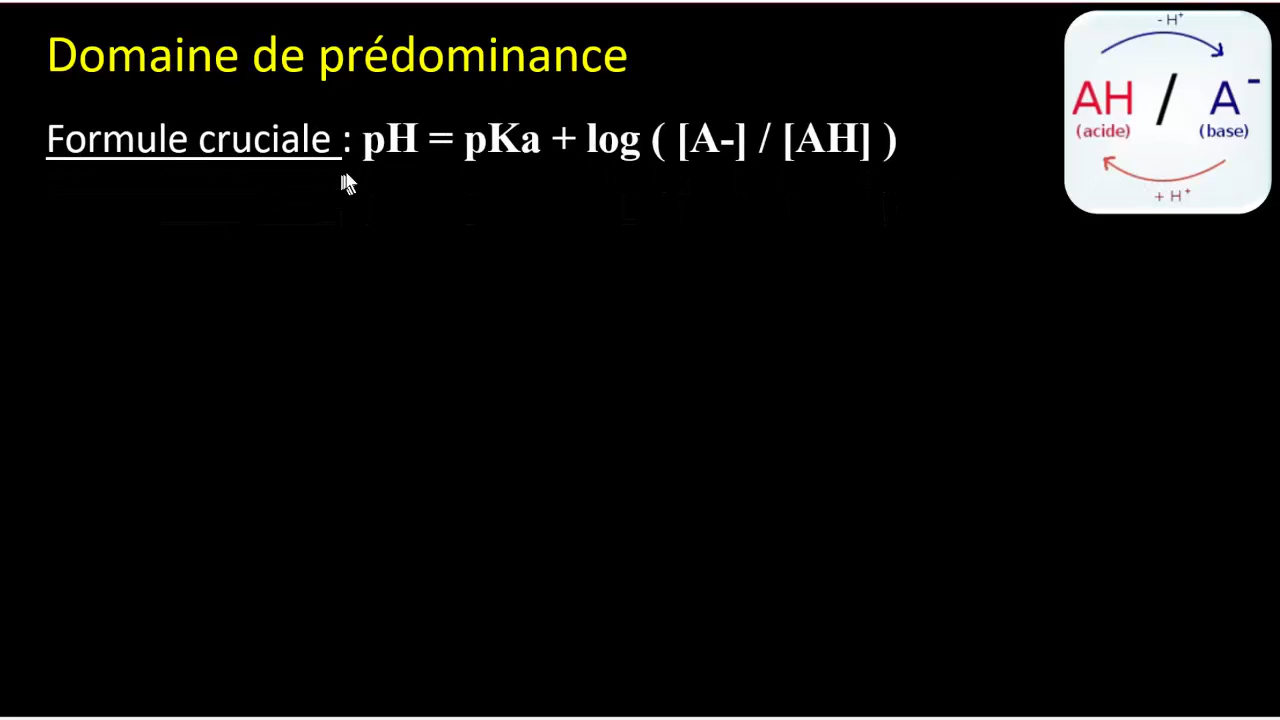 Domaine de prédominance
Formule cruciale : pH = pKa + log ( [A-] / [AH] )
- H⁺
AH / A⁻
(acide) (base)
+ H⁺